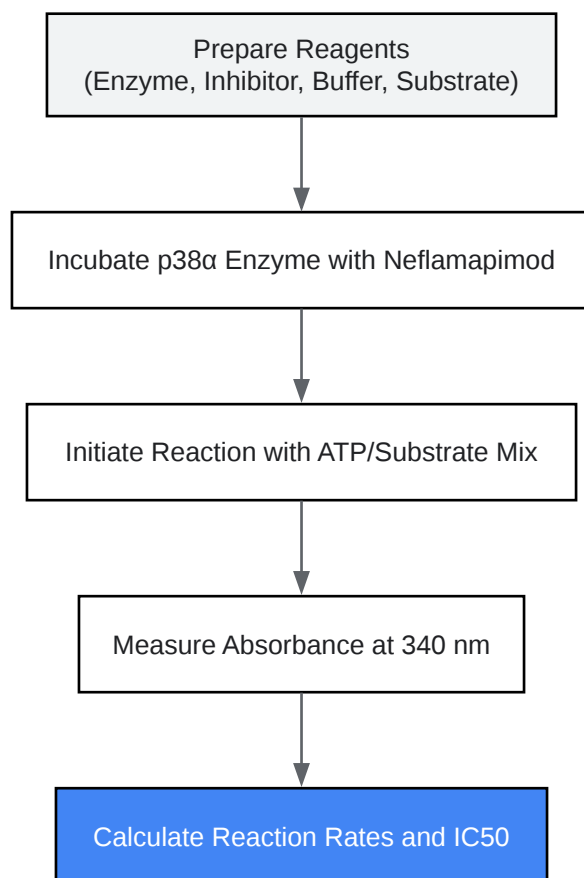 Prepare Reagents
(Enzyme, Inhibitor, Buffer, Substrate)
Incubate p38α Enzyme with Neflamapimod
Initiate Reaction with ATP/Substrate Mix
Measure Absorbance at 340 nm
Calculate Reaction Rates and IC50